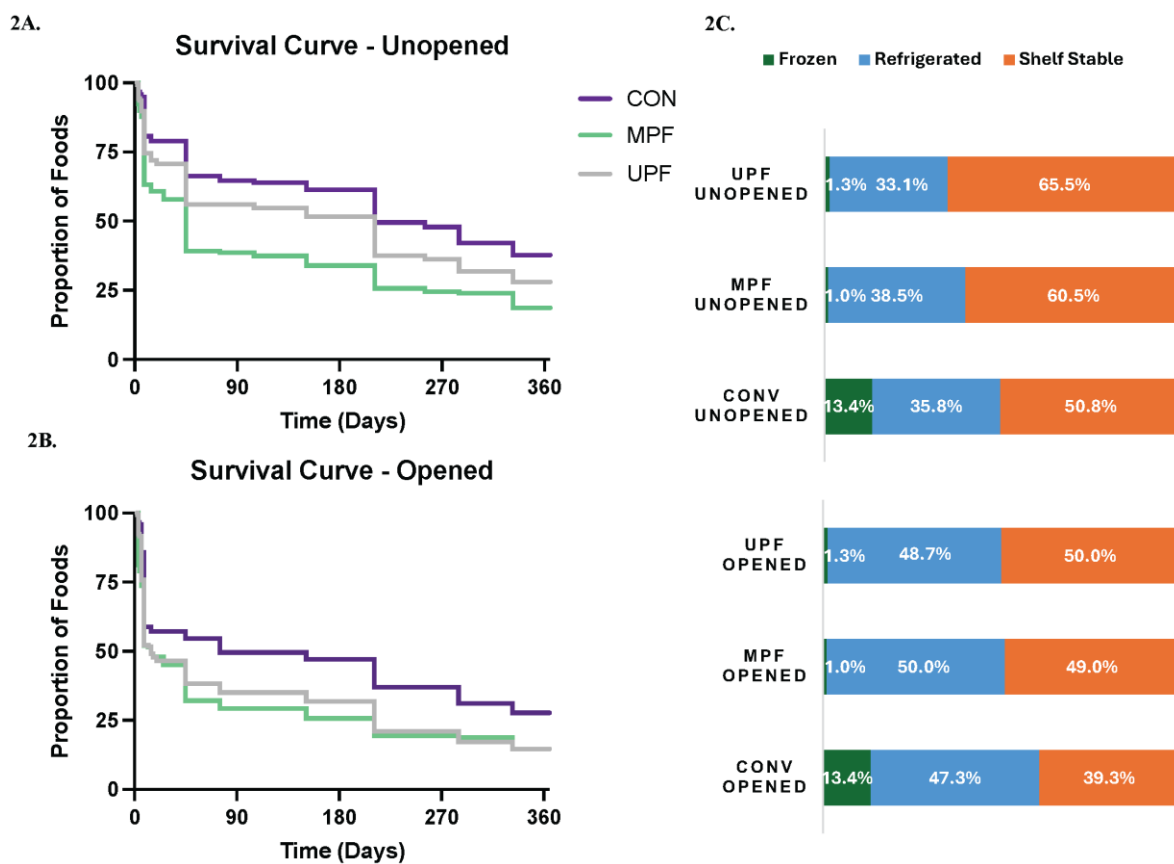 2A.
Survival Curve - Unopened
Proportion of Foods
100
75
50
25
0
0 90 180 270 360
Time (Days)
CON
MPF
UPF
2B.
Survival Curve - Opened
Proportion of Foods
100
75
50
25
0
0 90 180 270 360
Time (Days)
2C.
Frozen Refrigerated Shelf Stable
UPF
UNOPENED
1.3% 33.1% 65.5%
MPF
UNOPENED
1.0% 38.5% 60.5%
CONV
UNOPENED
13.4% 35.8% 50.8%
UPF
OPENED
1.3% 48.7% 50.0%
MPF
OPENED
1.0% 50.0% 49.0%
CONV
OPENED
13.4% 47.3% 39.3%